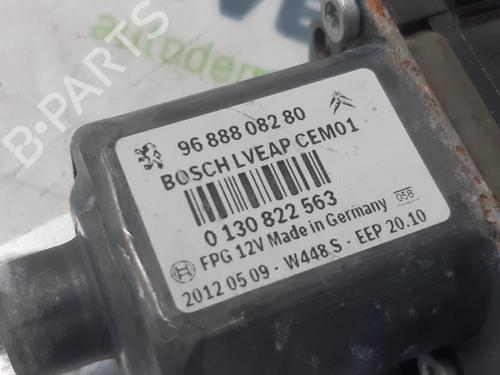 autodem
B-PARTS
96 888 082 80
BOSCH LVEAP CEM01
0 130 822 563
058
FPG 12V Made in Germany
2012 05 09 - W448 S - EEP 20.10